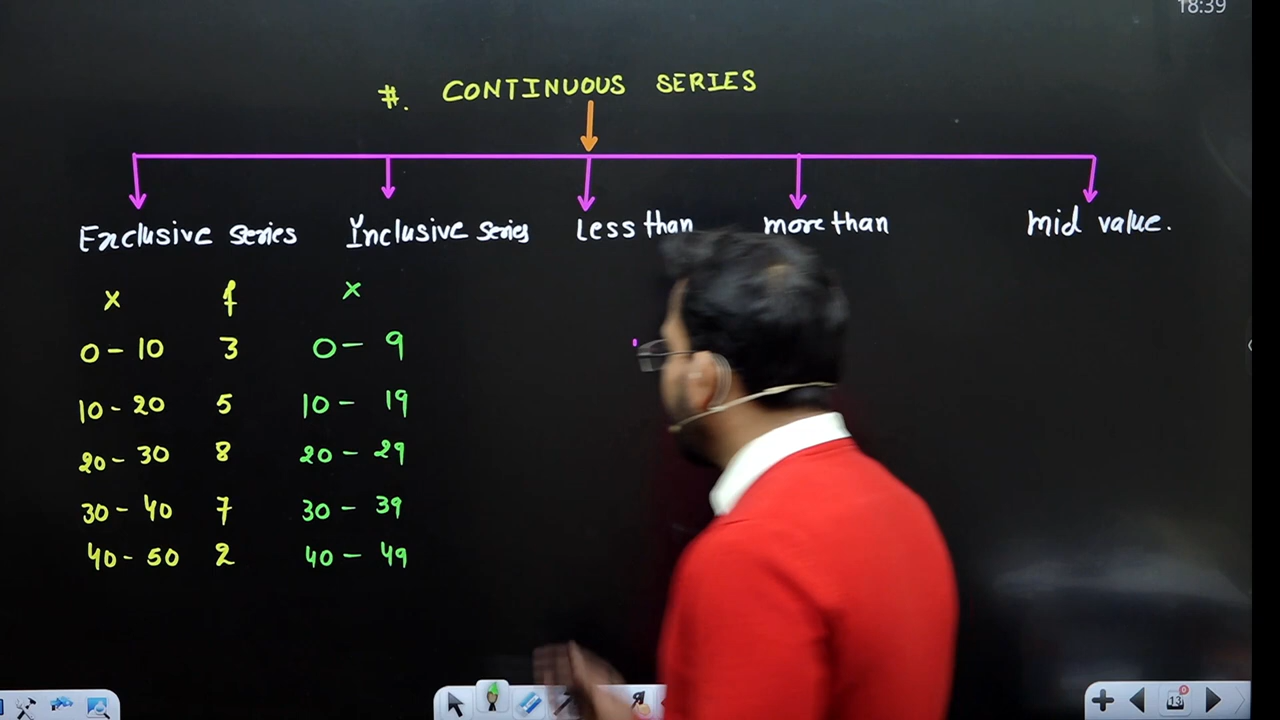 18:39
#. CONTINUOUS SERIES
Exclusive series Inclusive series Less than more than mid value.
x f x
0 - 10 3 0 - 9
10 - 20 5 10 - 19
20 - 30 8 20 - 29
30 - 40 7 30 - 39
40 - 50 2 40 - 49
13